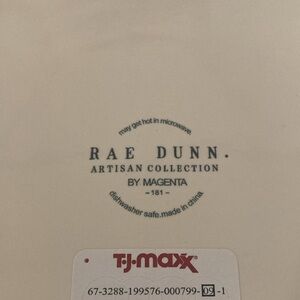 may get hot in microwave.
RAE DUNN.
ARTISAN COLLECTION
BY MAGENTA
–181–
dishwasher safe.made in china
T·J·maxx
67-3288-199576-000799-09-1